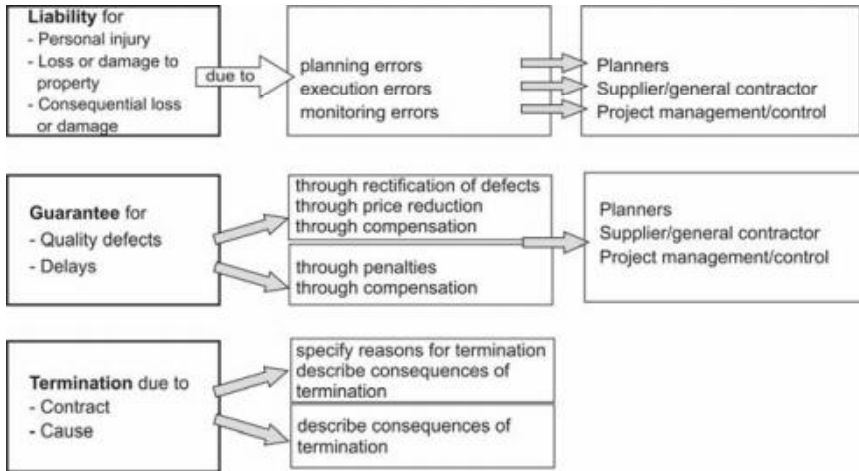 Liability for
- Personal injury
- Loss or damage to
property
- Consequential loss
or damage
due to
planning errors
execution errors
monitoring errors
Planners
Supplier/general contractor
Project management/control
Guarantee for
- Quality defects
- Delays
through rectification of defects
through price reduction
through compensation
through penalties
through compensation
Planners
Supplier/general contractor
Project management/control
Termination due to
- Contract
- Cause
specify reasons for termination
describe consequences of
termination
describe consequences of
termination